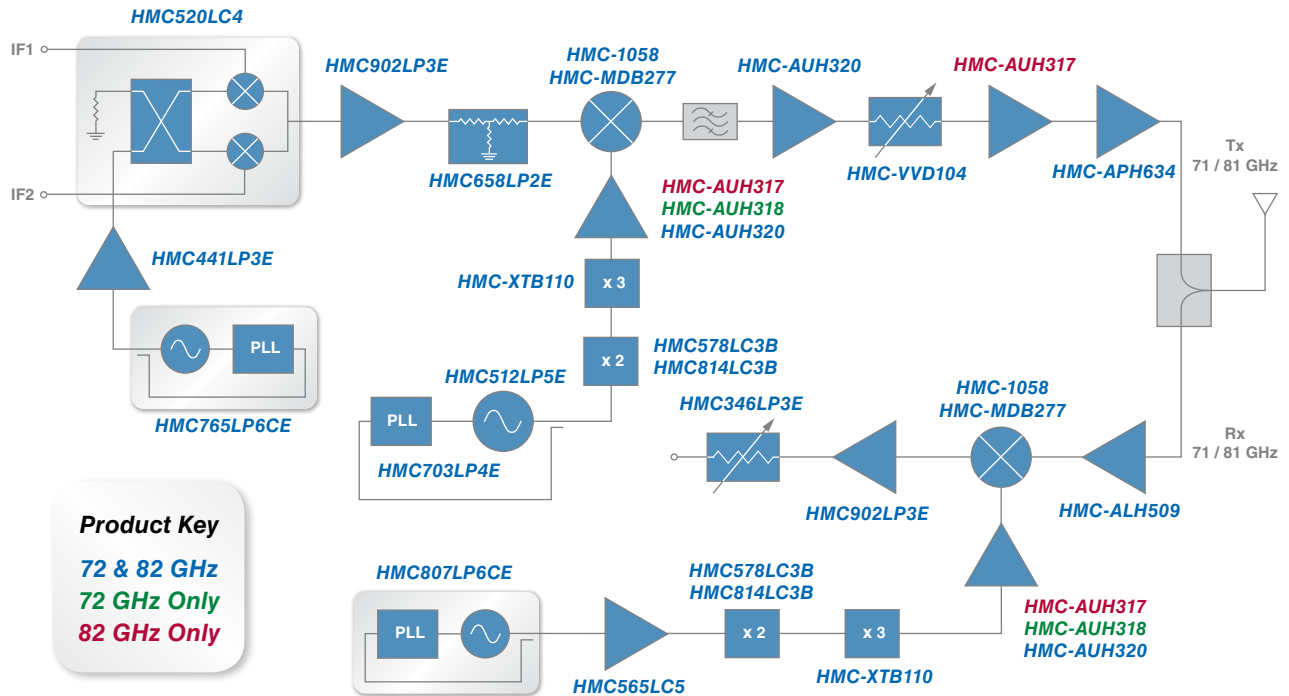 HMC520LC4
IF1
IF2
HMC902LP3E
HMC658LP2E
HMC-1058
HMC-MDB277
HMC-AUH320
HMC-VVD104
HMC-AUH317
HMC-APH634
Tx
71 / 81 GHz
HMC441LP3E
PLL
HMC765LP6CE
HMC-AUH317
HMC-AUH318
HMC-AUH320
HMC-XTB110
x 3
x 2
HMC578LC3B
HMC814LC3B
HMC512LP5E
PLL
HMC703LP4E
HMC346LP3E
HMC-1058
HMC-MDB277
Rx
71 / 81 GHz
HMC902LP3E
HMC-ALH509
Product Key
72 & 82 GHz
72 GHz Only
82 GHz Only
HMC807LP6CE
PLL
HMC565LC5
HMC578LC3B
HMC814LC3B
x 2
x 3
HMC-XTB110
HMC-AUH317
HMC-AUH318
HMC-AUH320